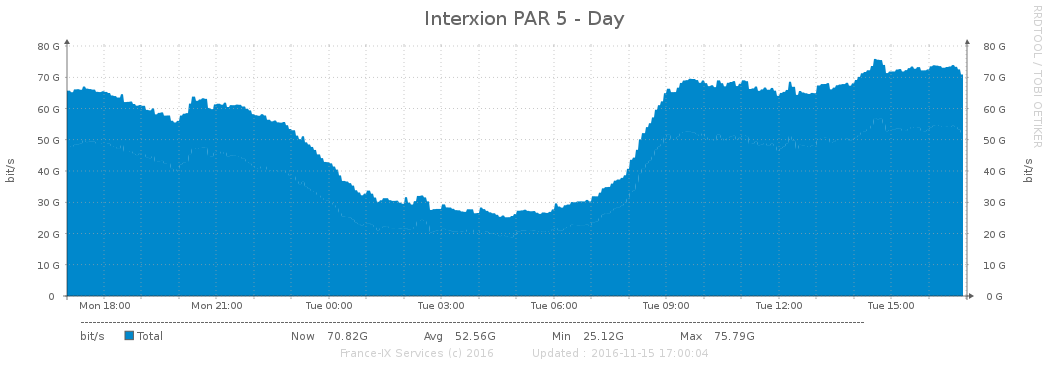 Interxion PAR 5 - Day
RRDTOOL / TOBI OETIKER
80 G 80 G
70 G 70 G
60 G 60 G
50 G 50 G
40 G 40 G
30 G 30 G
20 G 20 G
10 G 10 G
0 0 G
bit/s
bit/s
Mon 18:00 Mon 21:00 Tue 00:00 Tue 03:00 Tue 06:00 Tue 09:00 Tue 12:00 Tue 15:00
bit/s Total Now 70.82G Avg 52.56G Min 25.12G Max 75.79G
France-IX Services (c) 2016 Updated : 2016-11-15 17:00:04